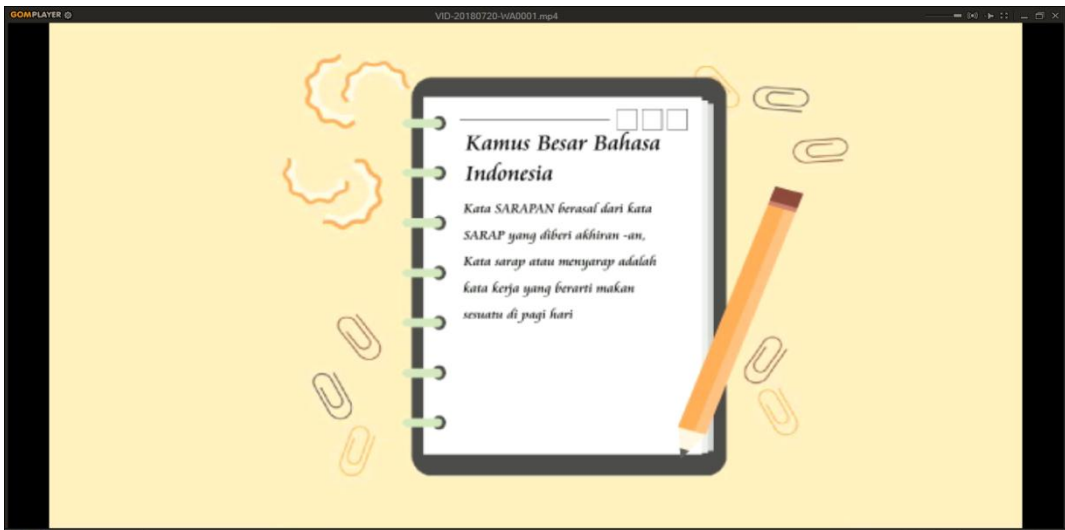 GOMPLAYER
VID-20180720-WA0001.mp4
Kamus Besar Bahasa
Indonesia
Kata SARAPAN berasal dari kata
SARAP yang diberi akhiran -an,
Kata sarap atau menyarap adalah
kata kerja yang berarti makan
sesuatu di pagi hari